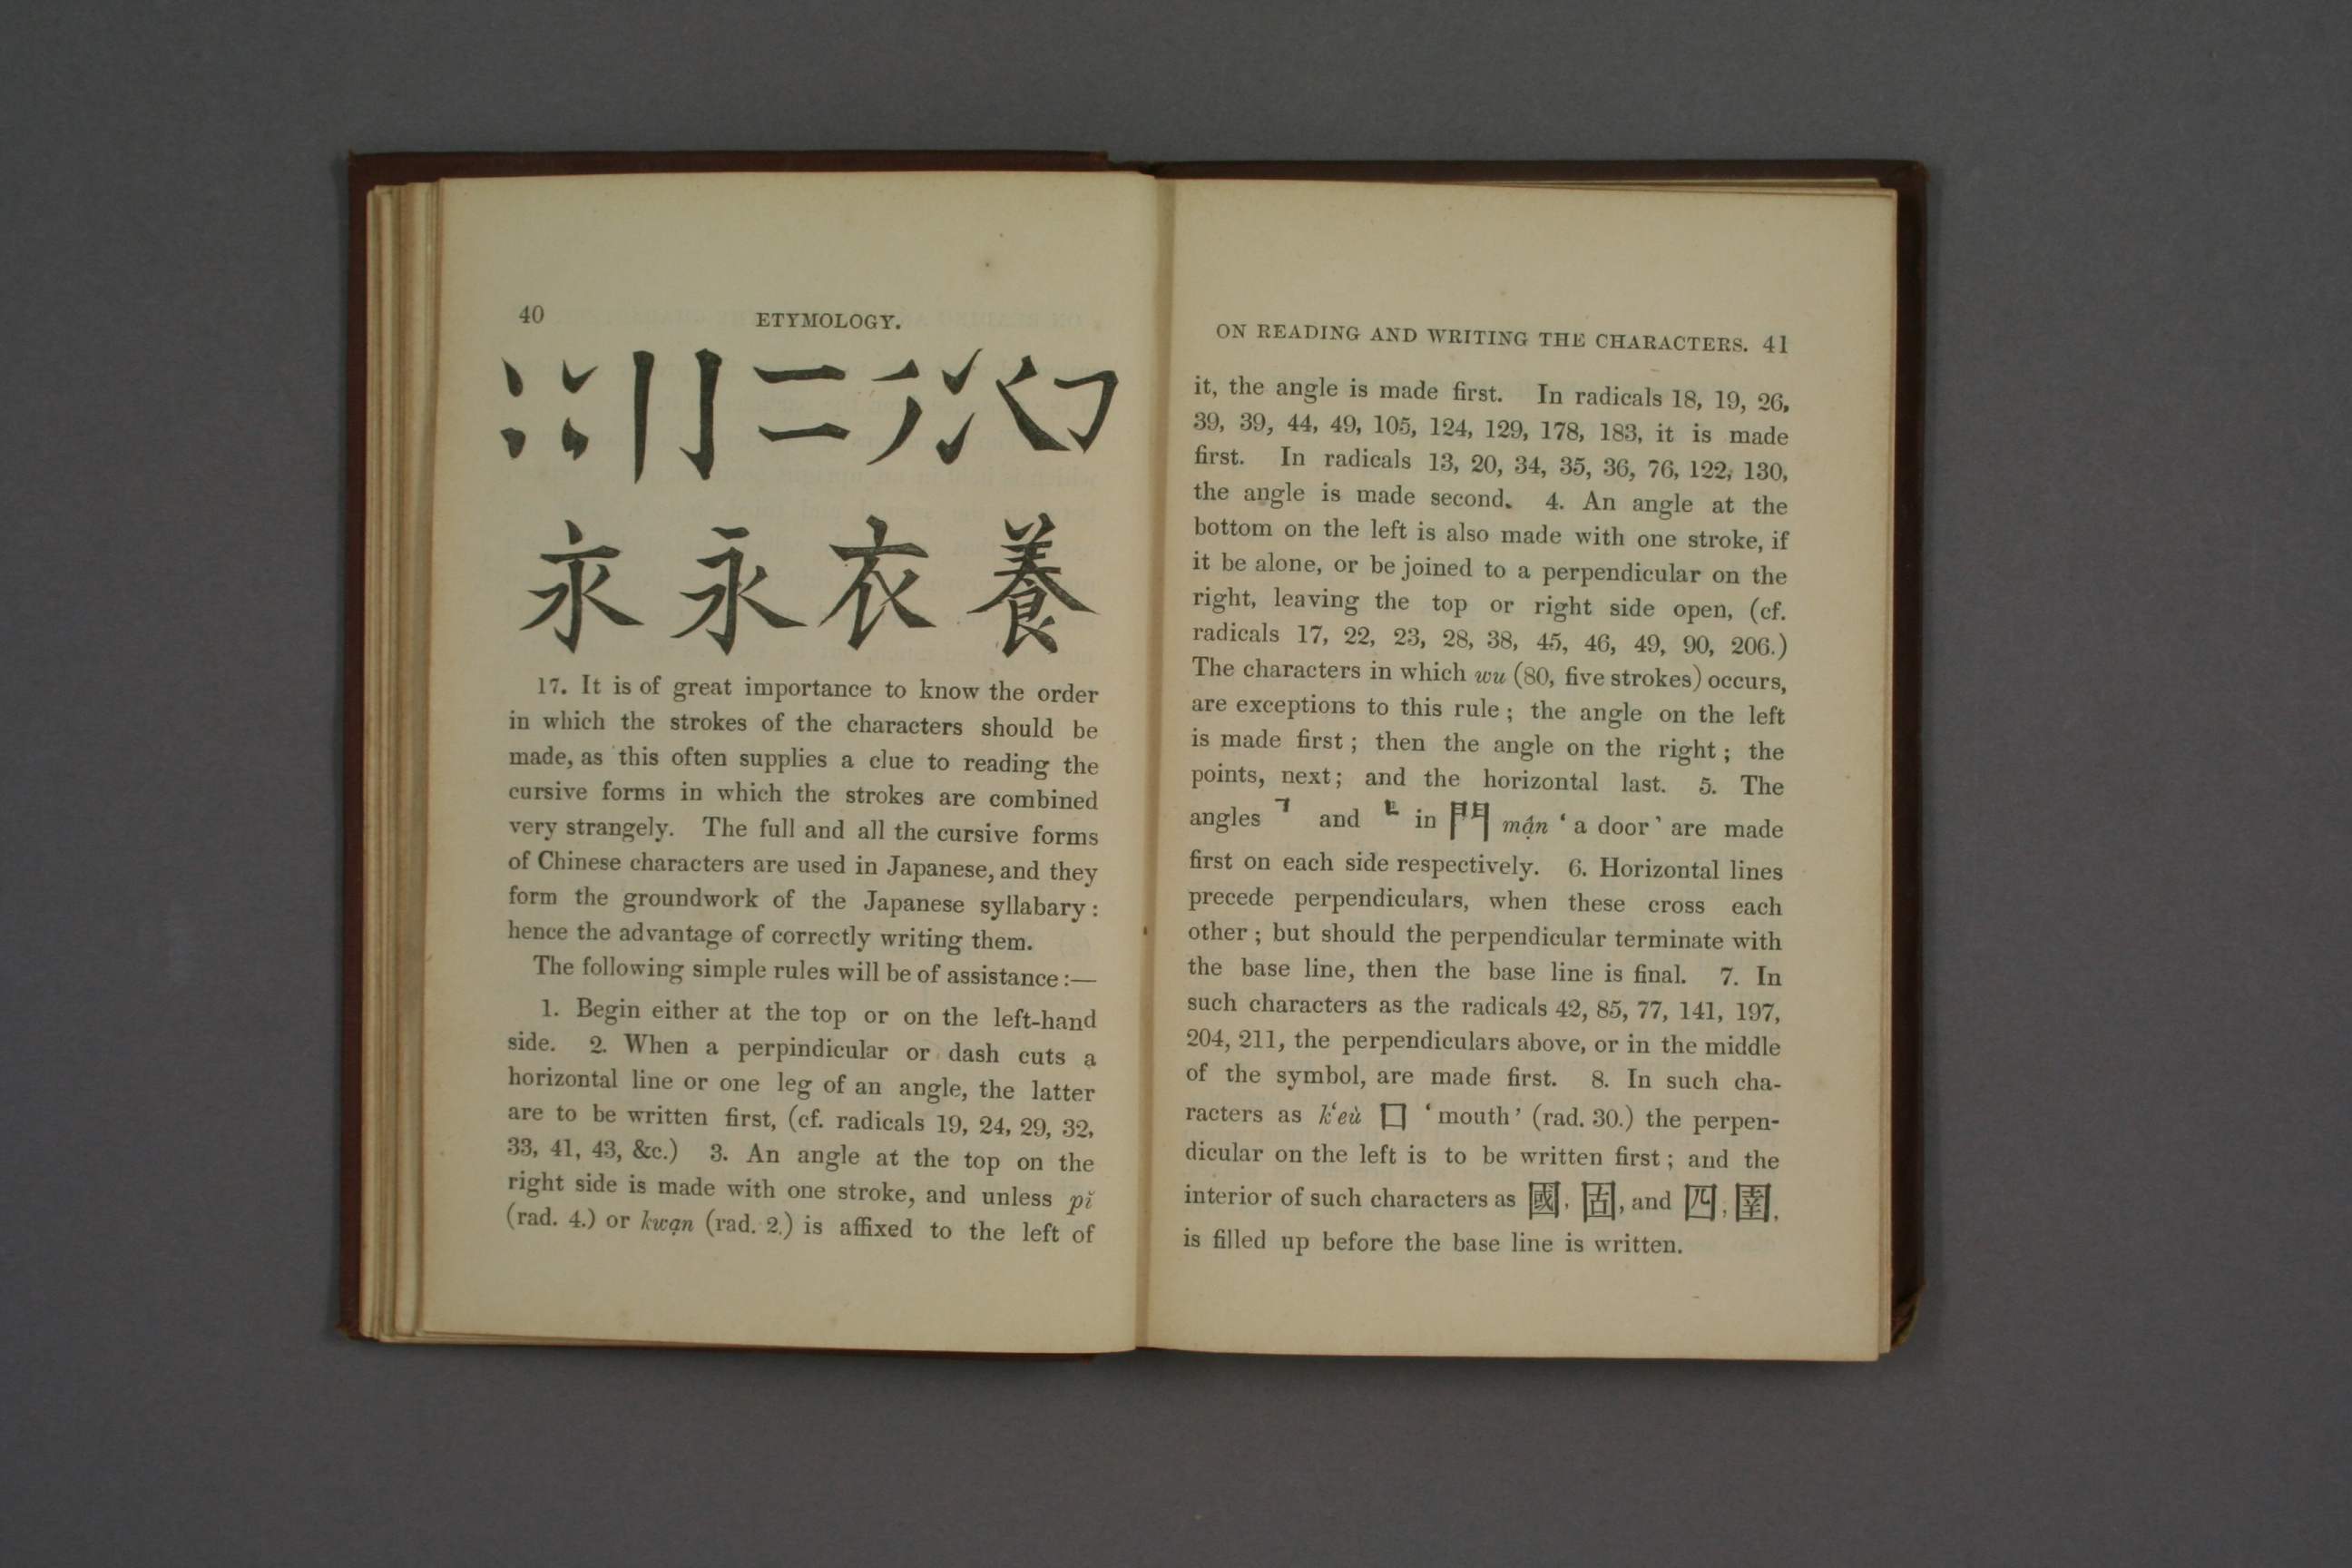 40 ETYMOLOGY.
永 永 衣 養
17. It is of great importance to know the order
in which the strokes of the characters should be
made, as this often supplies a clue to reading the
cursive forms in which the strokes are combined
very strangely. The full and all the cursive forms
of Chinese characters are used in Japanese, and they
form the groundwork of the Japanese syllabary:
hence the advantage of correctly writing them.
The following simple rules will be of assistance:—
1. Begin either at the top or on the left-hand
side. 2. When a perpindicular or dash cuts a
horizontal line or one leg of an angle, the latter
are to be written first, (cf. radicals 19, 24, 29, 32,
33, 41, 43, &c.) 3. An angle at the top on the
right side is made with one stroke, and unless pĭ
(rad. 4.) or kwạn (rad. 2.) is affixed to the left of
ON READING AND WRITING THE CHARACTERS. 41
it, the angle is made first. In radicals 18, 19, 26,
39, 39, 44, 49, 105, 124, 129, 178, 183, it is made
first. In radicals 13, 20, 34, 35, 36, 76, 122, 130,
the angle is made second. 4. An angle at the
bottom on the left is also made with one stroke, if
it be alone, or be joined to a perpendicular on the
right, leaving the top or right side open, (cf.
radicals 17, 22, 23, 28, 38, 45, 46, 49, 90, 206.)
The characters in which wu (80, five strokes) occurs,
are exceptions to this rule; the angle on the left
is made first; then the angle on the right; the
points, next; and the horizontal last. 5. The
angles and in 門 mạ́n ‘a door’ are made
first on each side respectively. 6. Horizontal lines
precede perpendiculars, when these cross each
other; but should the perpendicular terminate with
the base line, then the base line is final. 7. In
such characters as the radicals 42, 85, 77, 141, 197,
204, 211, the perpendiculars above, or in the middle
of the symbol, are made first. 8. In such cha-
racters as k‘eù 口 ‘mouth’ (rad. 30.) the perpen-
dicular on the left is to be written first; and the
interior of such characters as 國, 固, and 四, 圉,
is filled up before the base line is written.